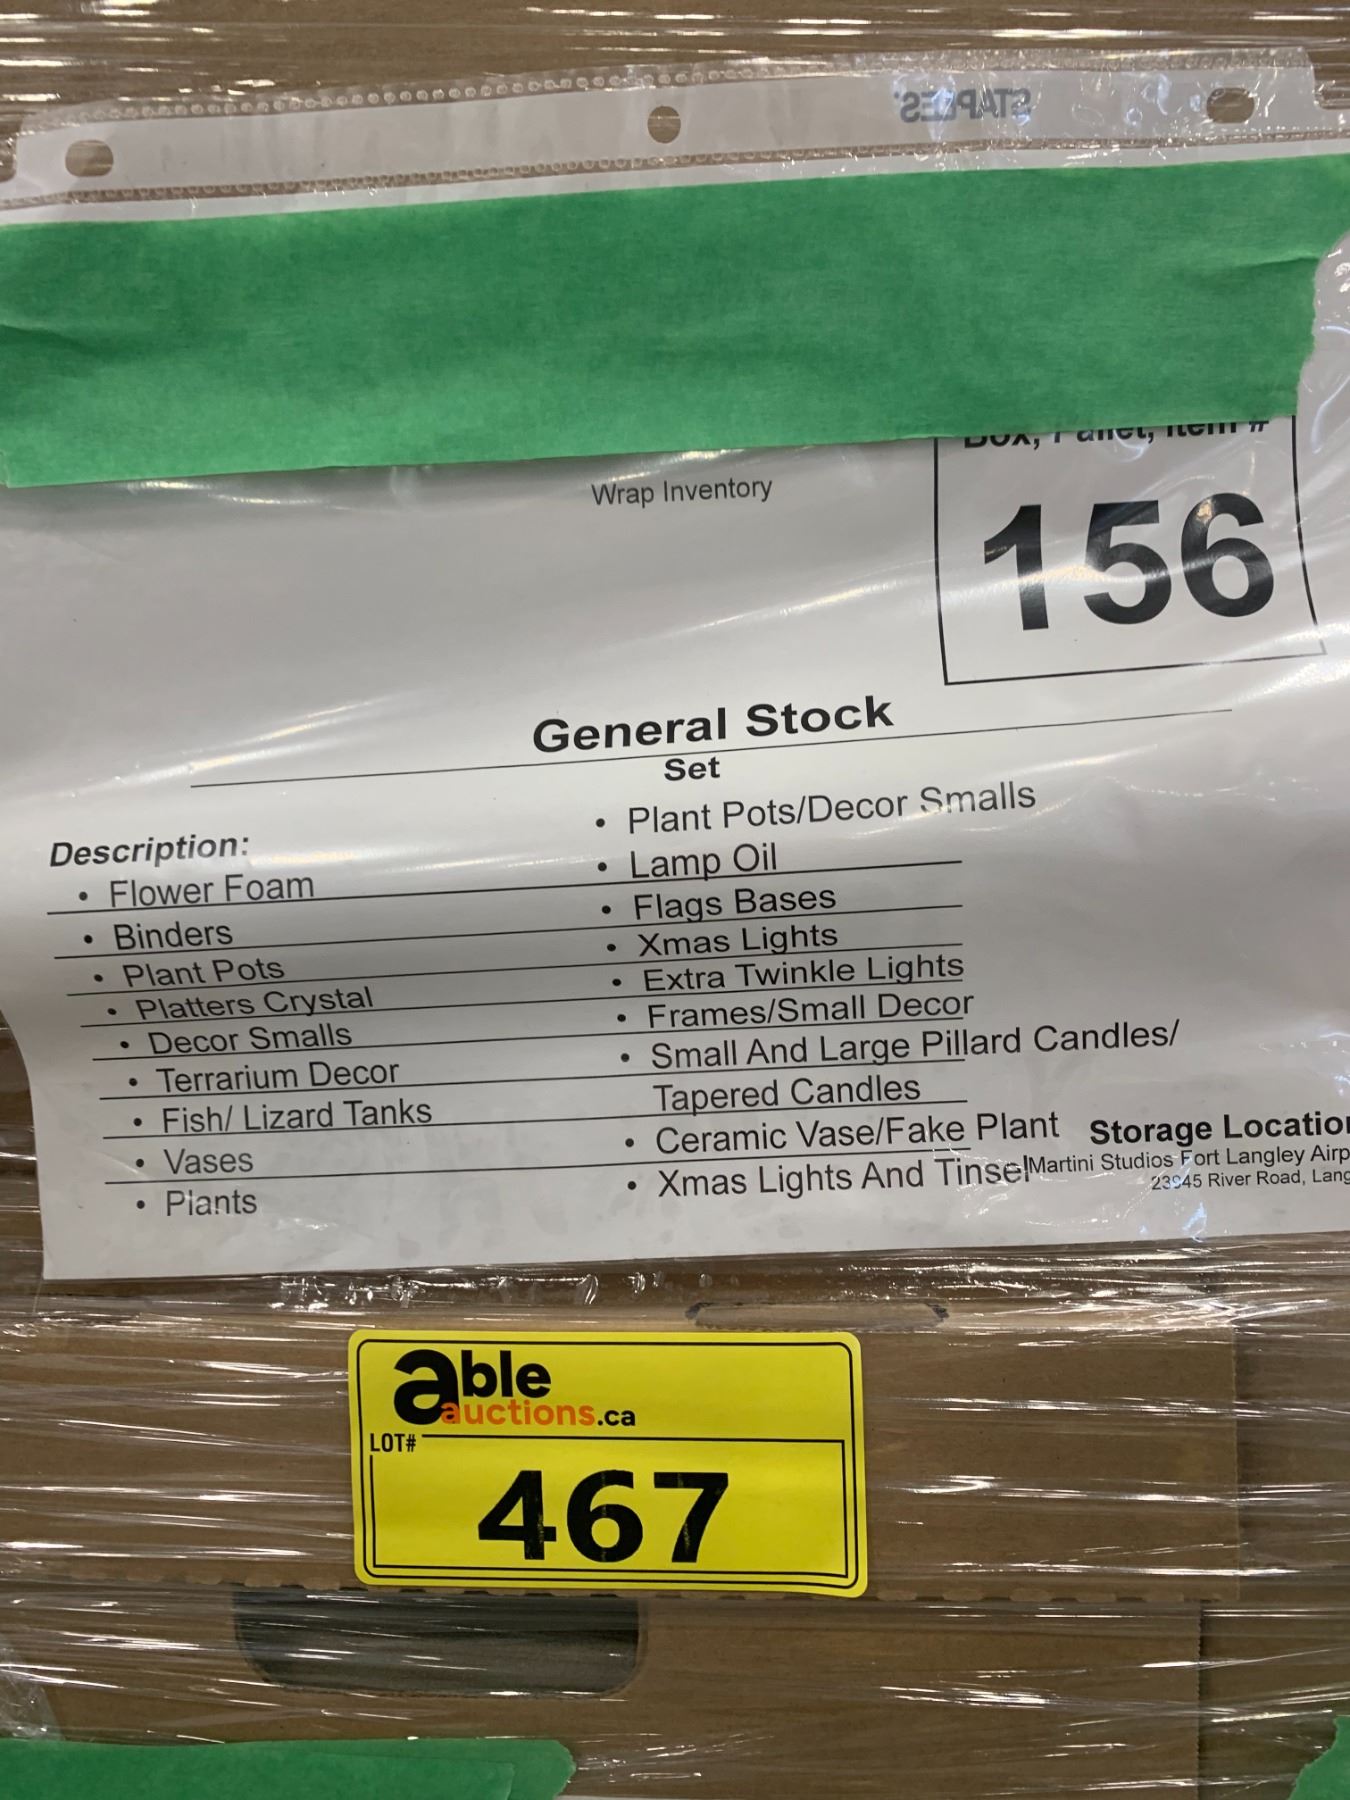 STAPLES
Box, Pallet, Item #
Wrap Inventory
156
General Stock
Set
Description:
• Flower Foam
• Binders
• Plant Pots
• Platters Crystal
• Decor Smalls
• Terrarium Decor
• Fish/ Lizard Tanks
• Vases
• Plants
• Plant Pots/Decor Smalls
• Lamp Oil
• Flags Bases
• Xmas Lights
• Extra Twinkle Lights
• Frames/Small Decor
• Small And Large Pillard Candles/
Tapered Candles
• Ceramic Vase/Fake Plant
• Xmas Lights And Tinsel
Storage Location
Martini Studios Fort Langley Airp
23945 River Road, Lang
able
auctions.ca
LOT#
467